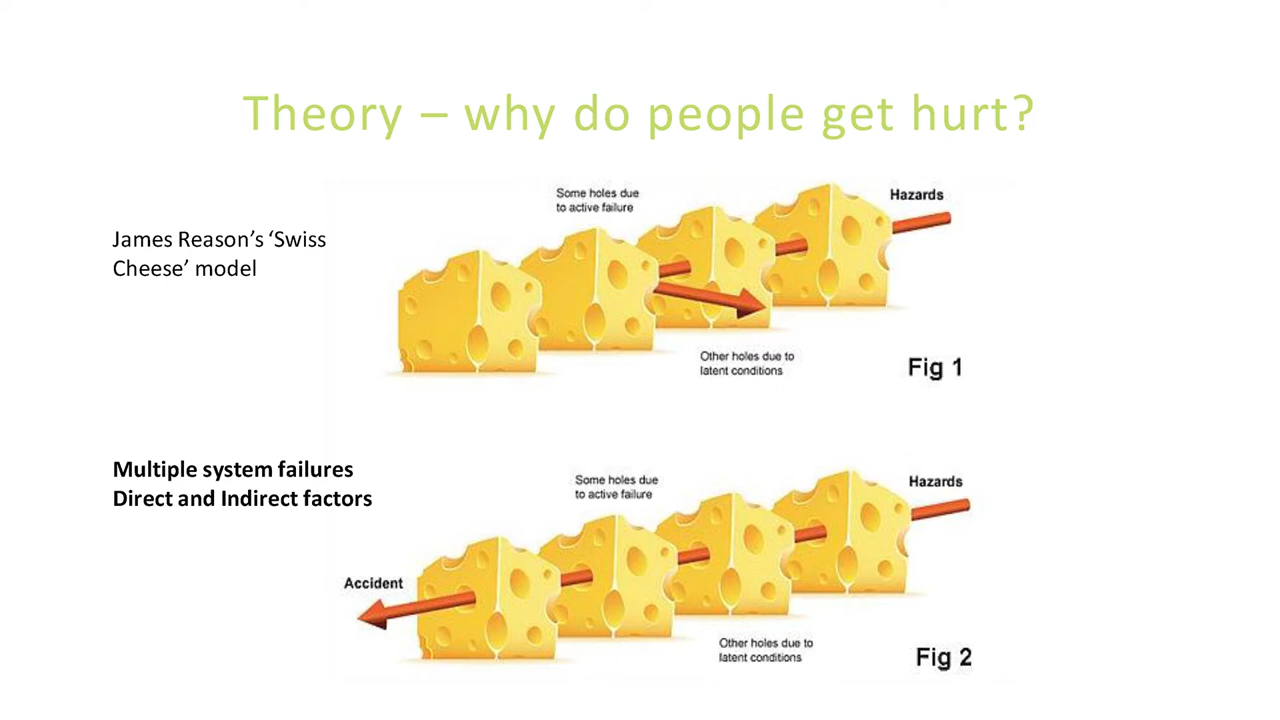 Theory – why do people get hurt?
James Reason’s ‘Swiss
Cheese’ model
Some holes due
to active failure
Hazards
Other holes due to
latent conditions
Fig 1
Multiple system failures
Direct and Indirect factors
Some holes due
to active failure
Hazards
Accident
Other holes due to
latent conditions
Fig 2